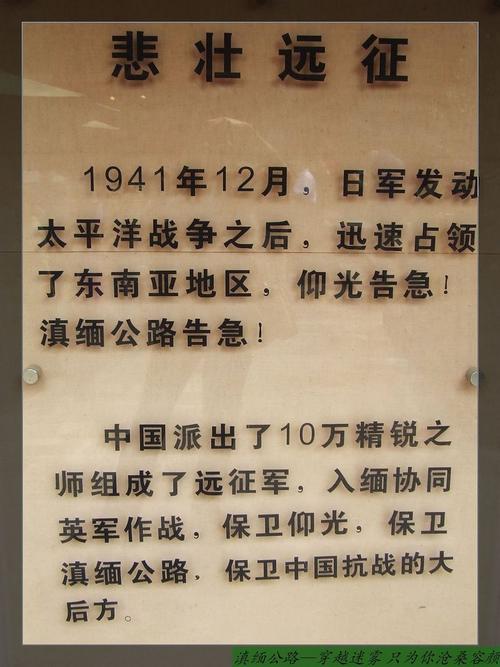 悲壮远征
1941年12月，日军发动
太平洋战争之后，迅速占领
了东南亚地区，仰光告急！
滇缅公路告急！
中国派出了10万精锐之
师组成了远征军，入缅协同
英军作战，保卫仰光，保卫
滇缅公路．保卫中国抗战的大
后方。
滇缅公路—穿越迷雾 只为你沧桑容颜